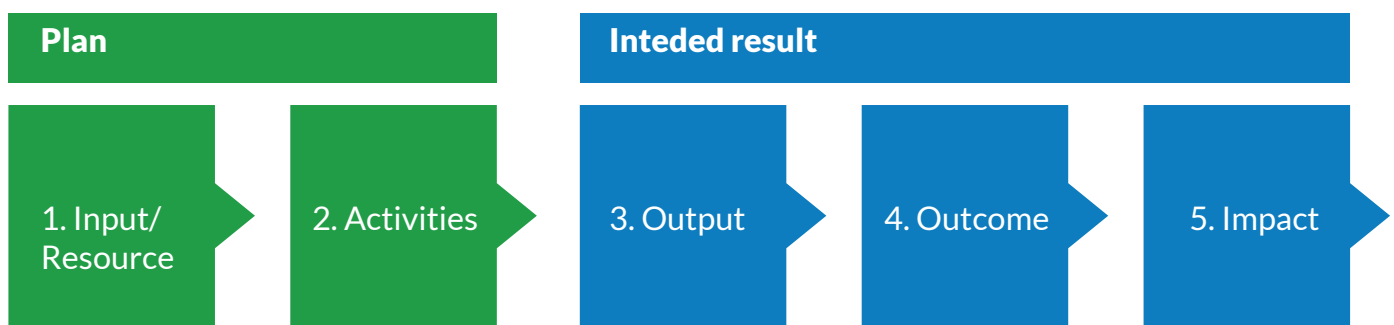 Plan
Inteded result
1. Input/
Resource
2. Activities
3. Output
4. Outcome
5. Impact